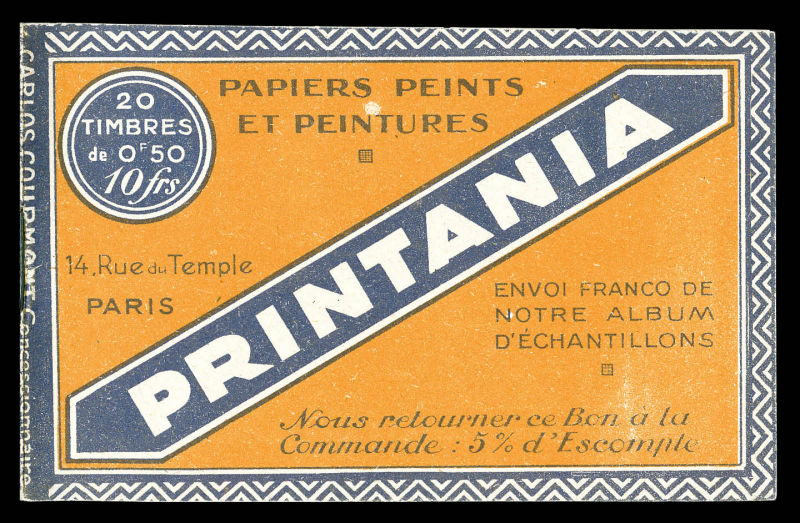 PAPIERS PEINTS
ET PEINTURES
20
TIMBRES
de 0F50
10frs
PRINTANIA
14, Rue du Temple
PARIS
ENVOI FRANCO DE
NOTRE ALBUM
D'ÉCHANTILLONS
Nous retourner ce Bon à la
Commande : 5% d'Escompte
CARLOS COURMONT Concessionnaire